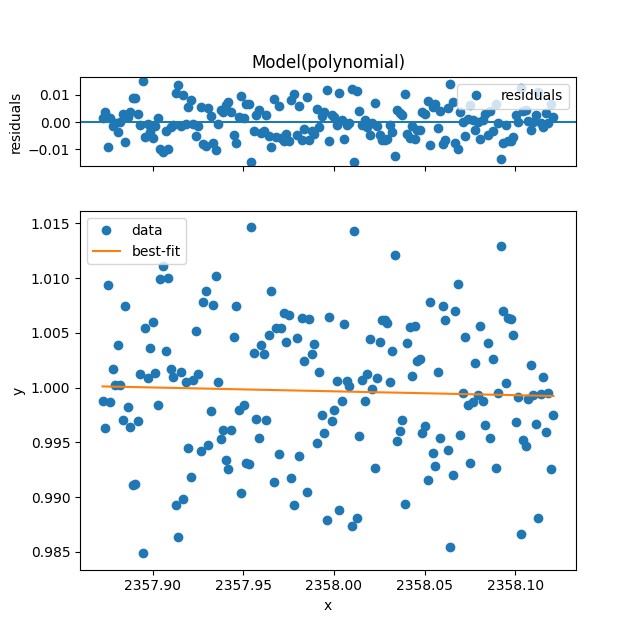 Model(polynomial)
residuals
0.01
0.00
−0.01
residuals
data
best-fit
1.015
1.010
1.005
1.000
0.995
0.990
0.985
y
2357.90 2357.95 2358.00 2358.05 2358.10
x